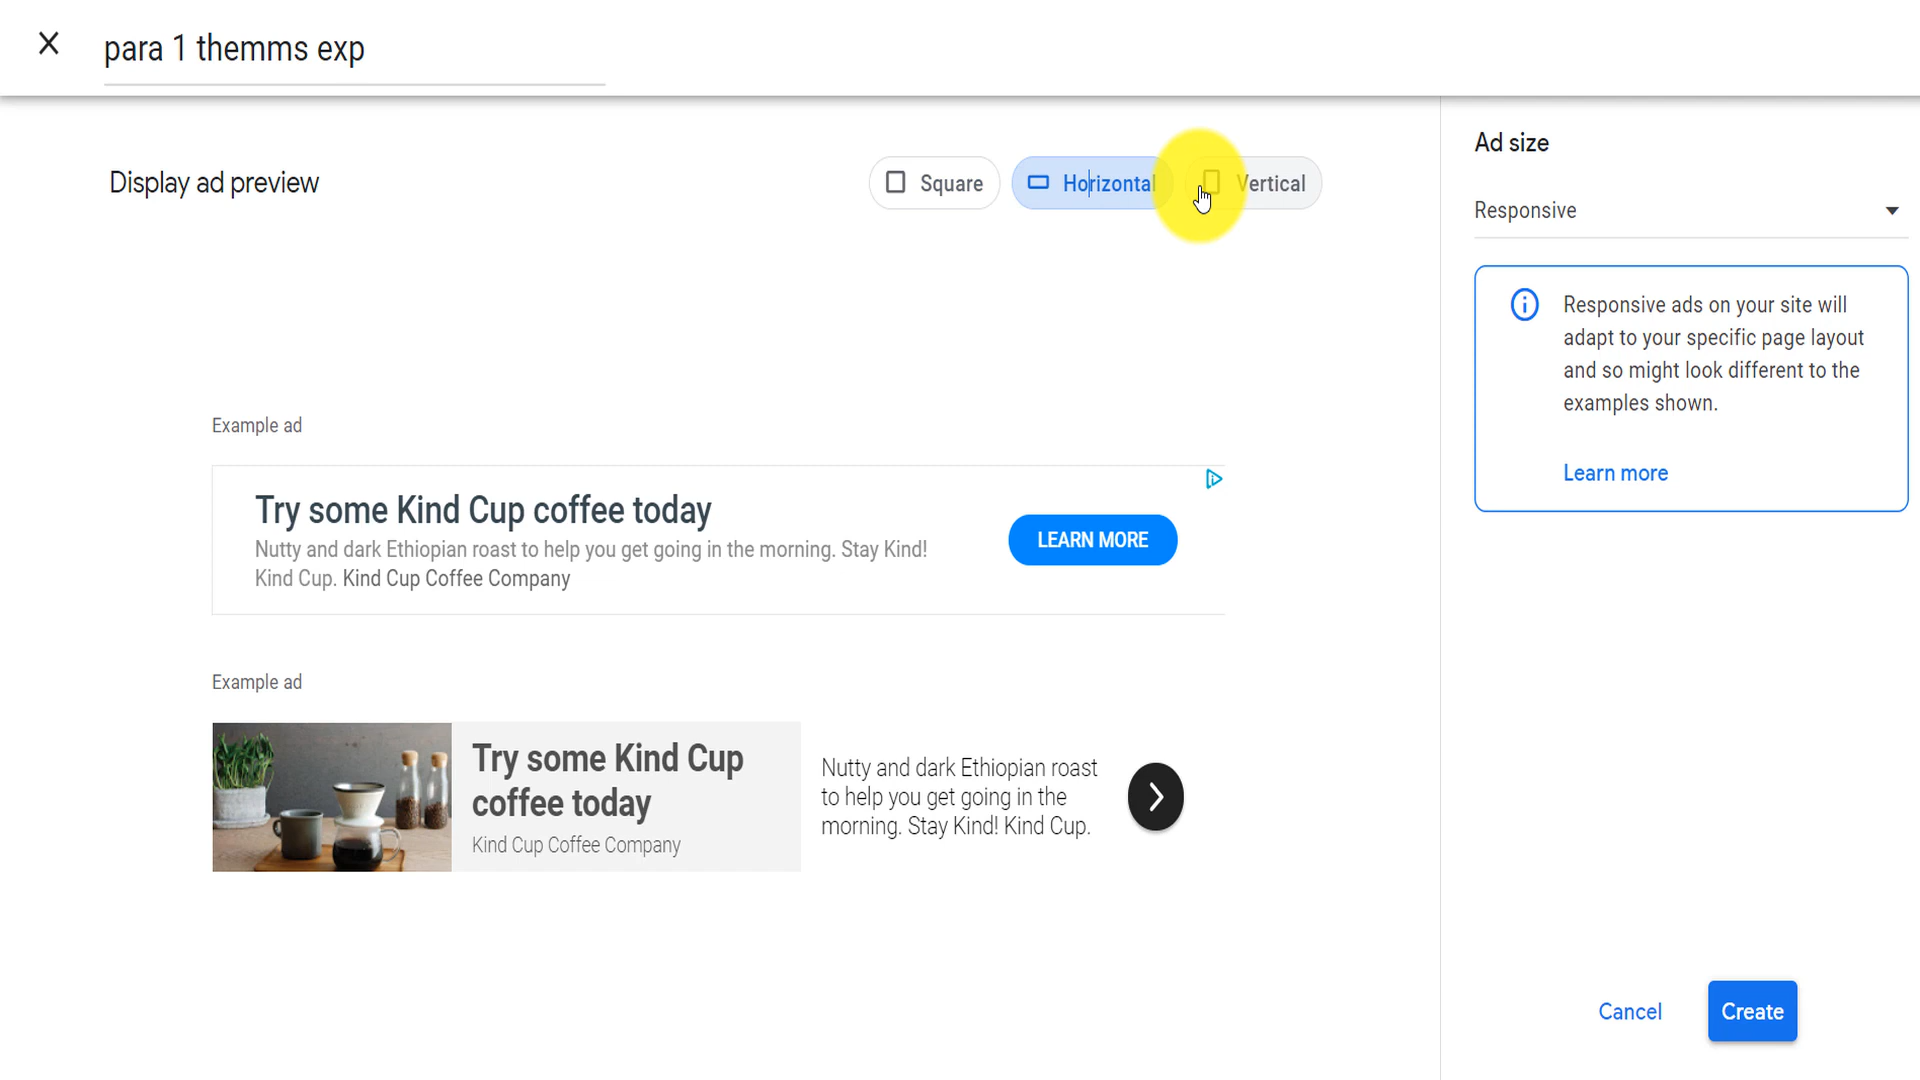 para 1 themms exp
Display ad preview
Square
Horizontal
Vertical
Ad size
Responsive
Responsive ads on your site will
adapt to your specific page layout
and so might look different to the
examples shown.
Learn more
Example ad
Try some Kind Cup coffee today
Nutty and dark Ethiopian roast to help you get going in the morning. Stay Kind!
Kind Cup. Kind Cup Coffee Company
LEARN MORE
Example ad
Try some Kind Cup
coffee today
Kind Cup Coffee Company
Nutty and dark Ethiopian roast
to help you get going in the
morning. Stay Kind! Kind Cup.
Cancel
Create